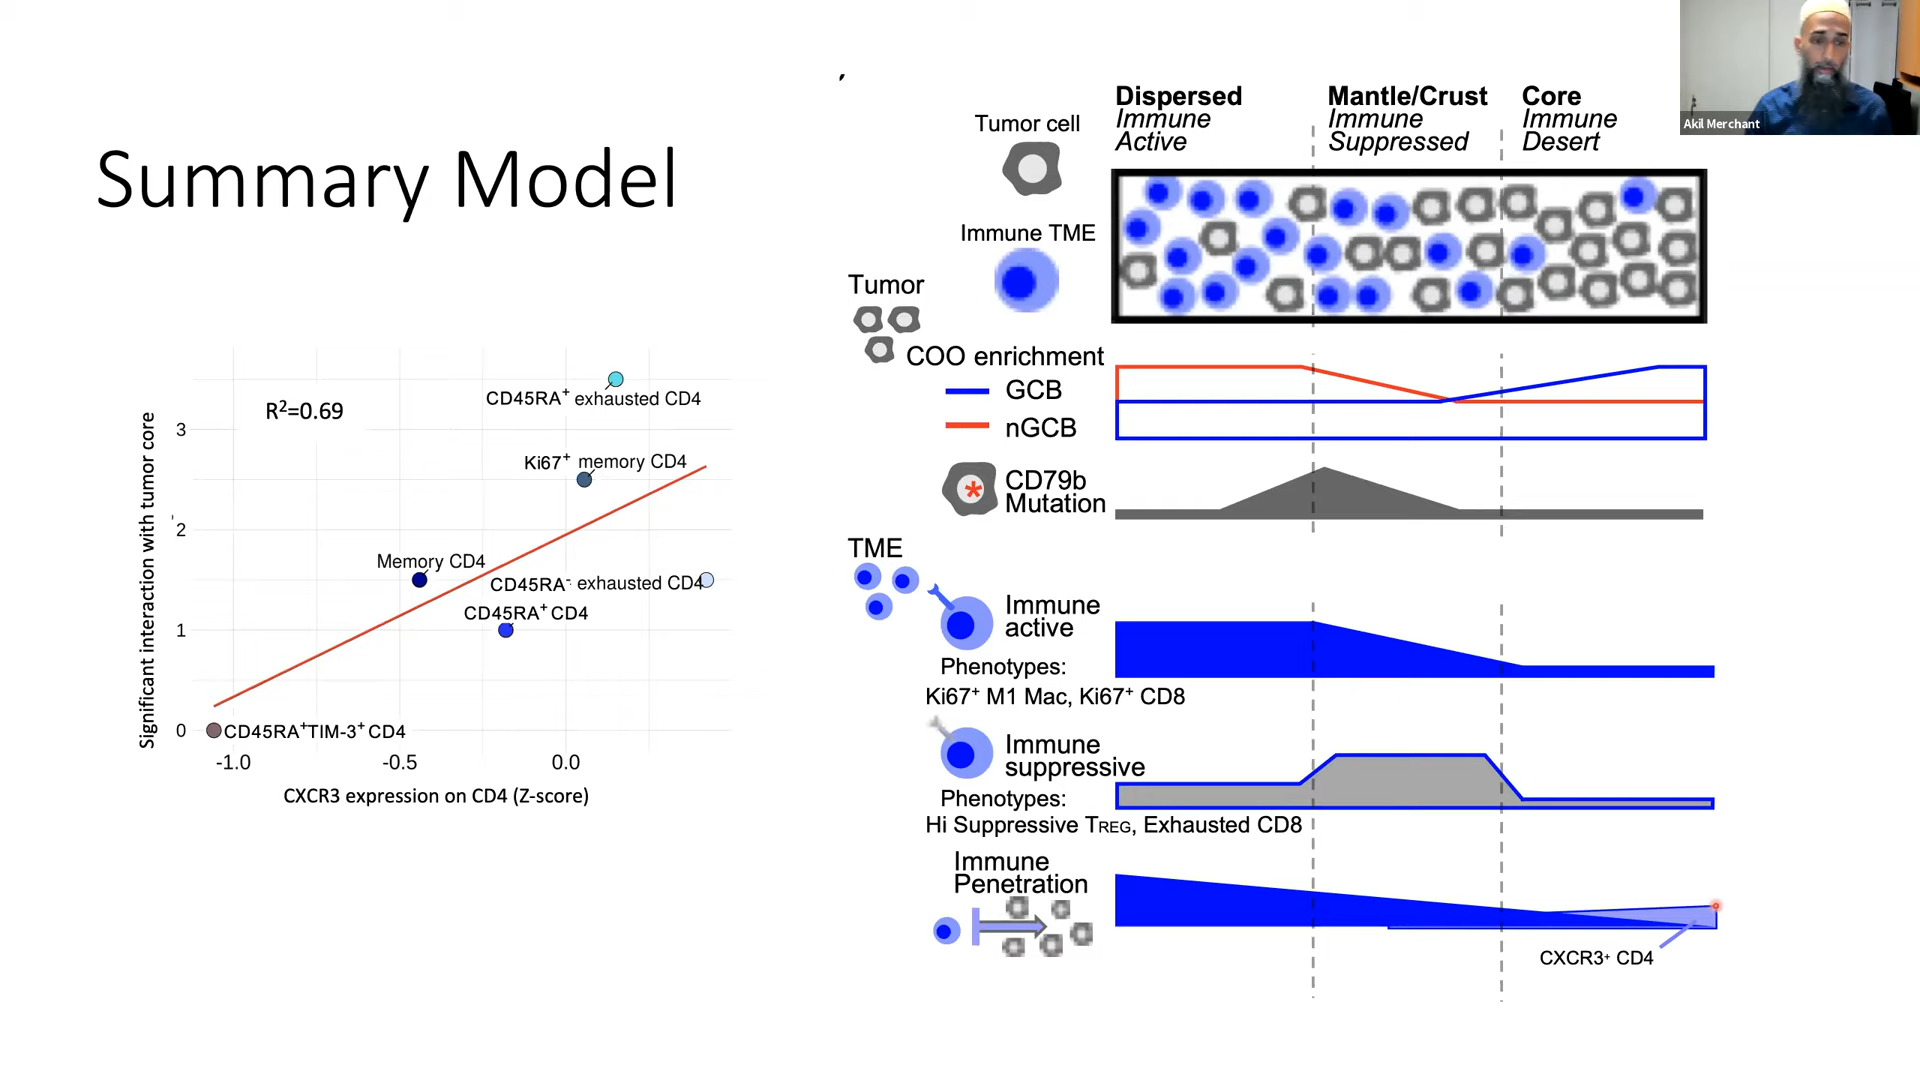 Summary Model
R²=0.69
CD45RA⁺ exhausted CD4
Ki67⁺ memory CD4
Memory CD4
CD45RA⁻ exhausted CD4
CD45RA⁺ CD4
CD45RA⁺TIM-3⁺ CD4
3
2
1
0
-1.0
-0.5
0.0
Significant interaction with tumor core
CXCR3 expression on CD4 (Z-score)
Dispersed
Immune
Active
Mantle/Crust
Immune
Suppressed
Core
Immune
Desert
Tumor cell
Immune TME
Tumor
COO enrichment
GCB
nGCB
CD79b
Mutation
*
TME
Immune
active
Phenotypes:
Ki67⁺ M1 Mac, Ki67⁺ CD8
Immune
suppressive
Phenotypes:
Hi Suppressive TREG, Exhausted CD8
Immune
Penetration
CXCR3⁺ CD4
Akil Merchant